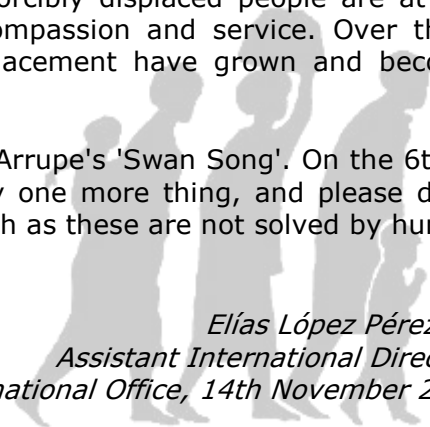 orcibly displaced people are at
ompassion and service. Over th
lacement have grown and beco
Arrupe's 'Swan Song'. On the 6t
y one more thing, and please d
h as these are not solved by hur
Elías López Pérez
Assistant International Direc
national Office, 14th November 2